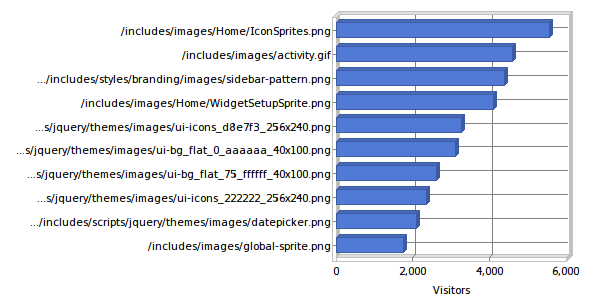 /includes/images/Home/IconSprites.png
/includes/images/activity.gif
.../includes/styles/branding/images/sidebar-pattern.png
/includes/images/Home/WidgetSetupSprite.png
...s/jquery/themes/images/ui-icons_d8e7f3_256x240.png
...s/jquery/themes/images/ui-bg_flat_0_aaaaaa_40x100.png
...s/jquery/themes/images/ui-bg_flat_75_ffffff_40x100.png
...s/jquery/themes/images/ui-icons_222222_256x240.png
.../includes/scripts/jquery/themes/images/datepicker.png
/includes/images/global-sprite.png
0 2,000 4,000 6,000
Visitors